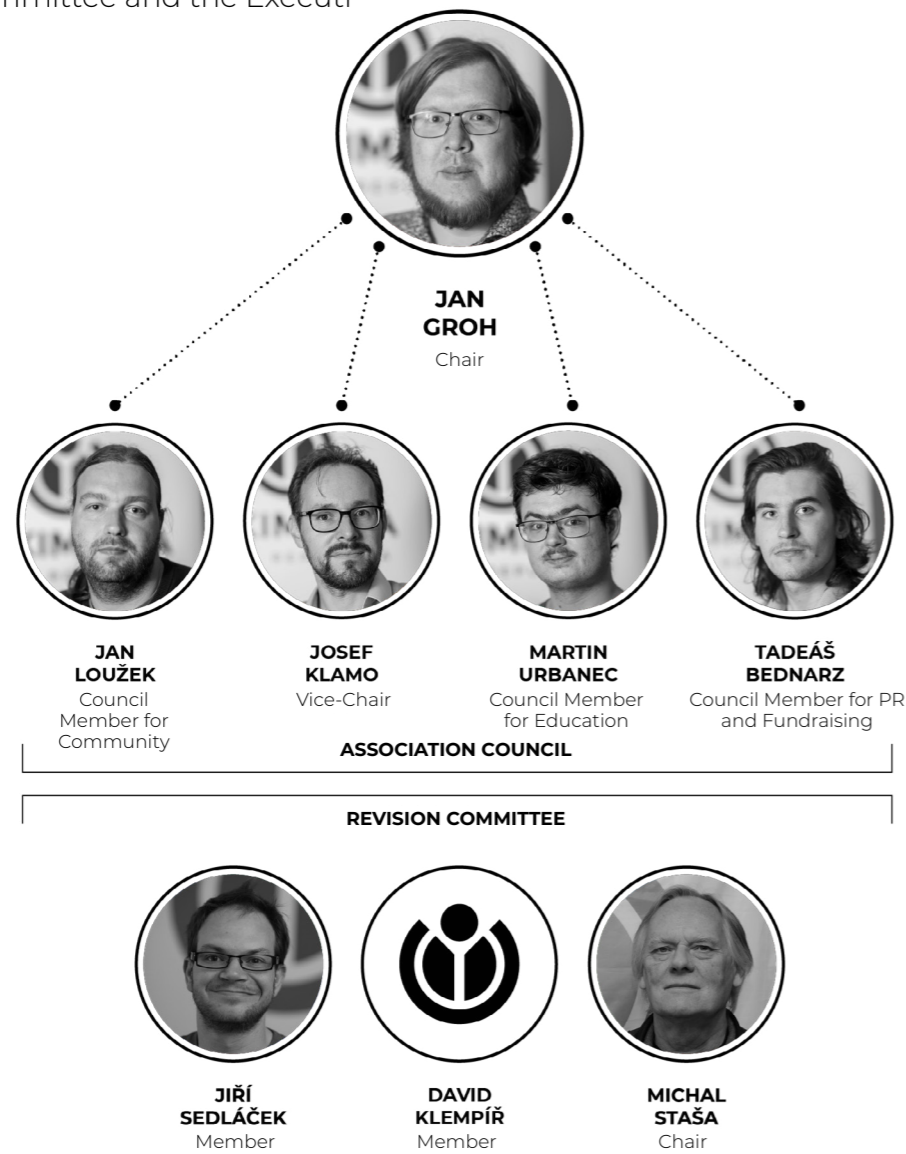 mmittee and the Executi
JAN
GROH
Chair
JAN
LOUŽEK
Council
Member for
Community
JOSEF
KLAMO
Vice-Chair
MARTIN
URBANEC
Council Member
for Education
TADEÁŠ
BEDNARZ
Council Member for PR
and Fundraising
ASSOCIATION COUNCIL
REVISION COMMITTEE
JIŘÍ
SEDLÁČEK
Member
DAVID
KLEMPÍŘ
Member
MICHAL
STAŠA
Chair